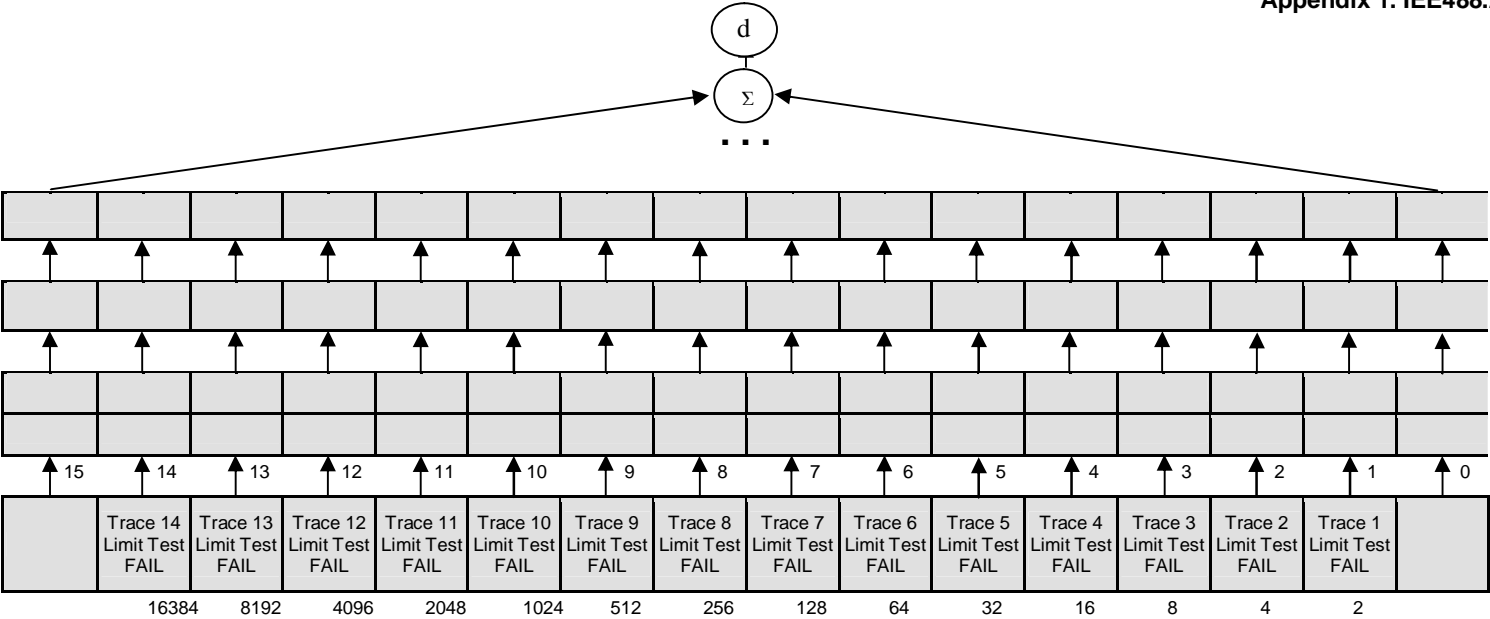 Appendix 1: IEE488.
d
Σ
...
15 14 13 12 11 10 9 8 7 6 5 4 3 2 1 0
Trace 14 Trace 13 Trace 12 Trace 11 Trace 10 Trace 9 Trace 8 Trace 7 Trace 6 Trace 5 Trace 4 Trace 3 Trace 2 Trace 1
Limit Test Limit Test Limit Test Limit Test Limit Test Limit Test Limit Test Limit Test Limit Test Limit Test Limit Test Limit Test Limit Test Limit Test
FAIL FAIL FAIL FAIL FAIL FAIL FAIL FAIL FAIL FAIL FAIL FAIL FAIL FAIL
16384 8192 4096 2048 1024 512 256 128 64 32 16 8 4 2